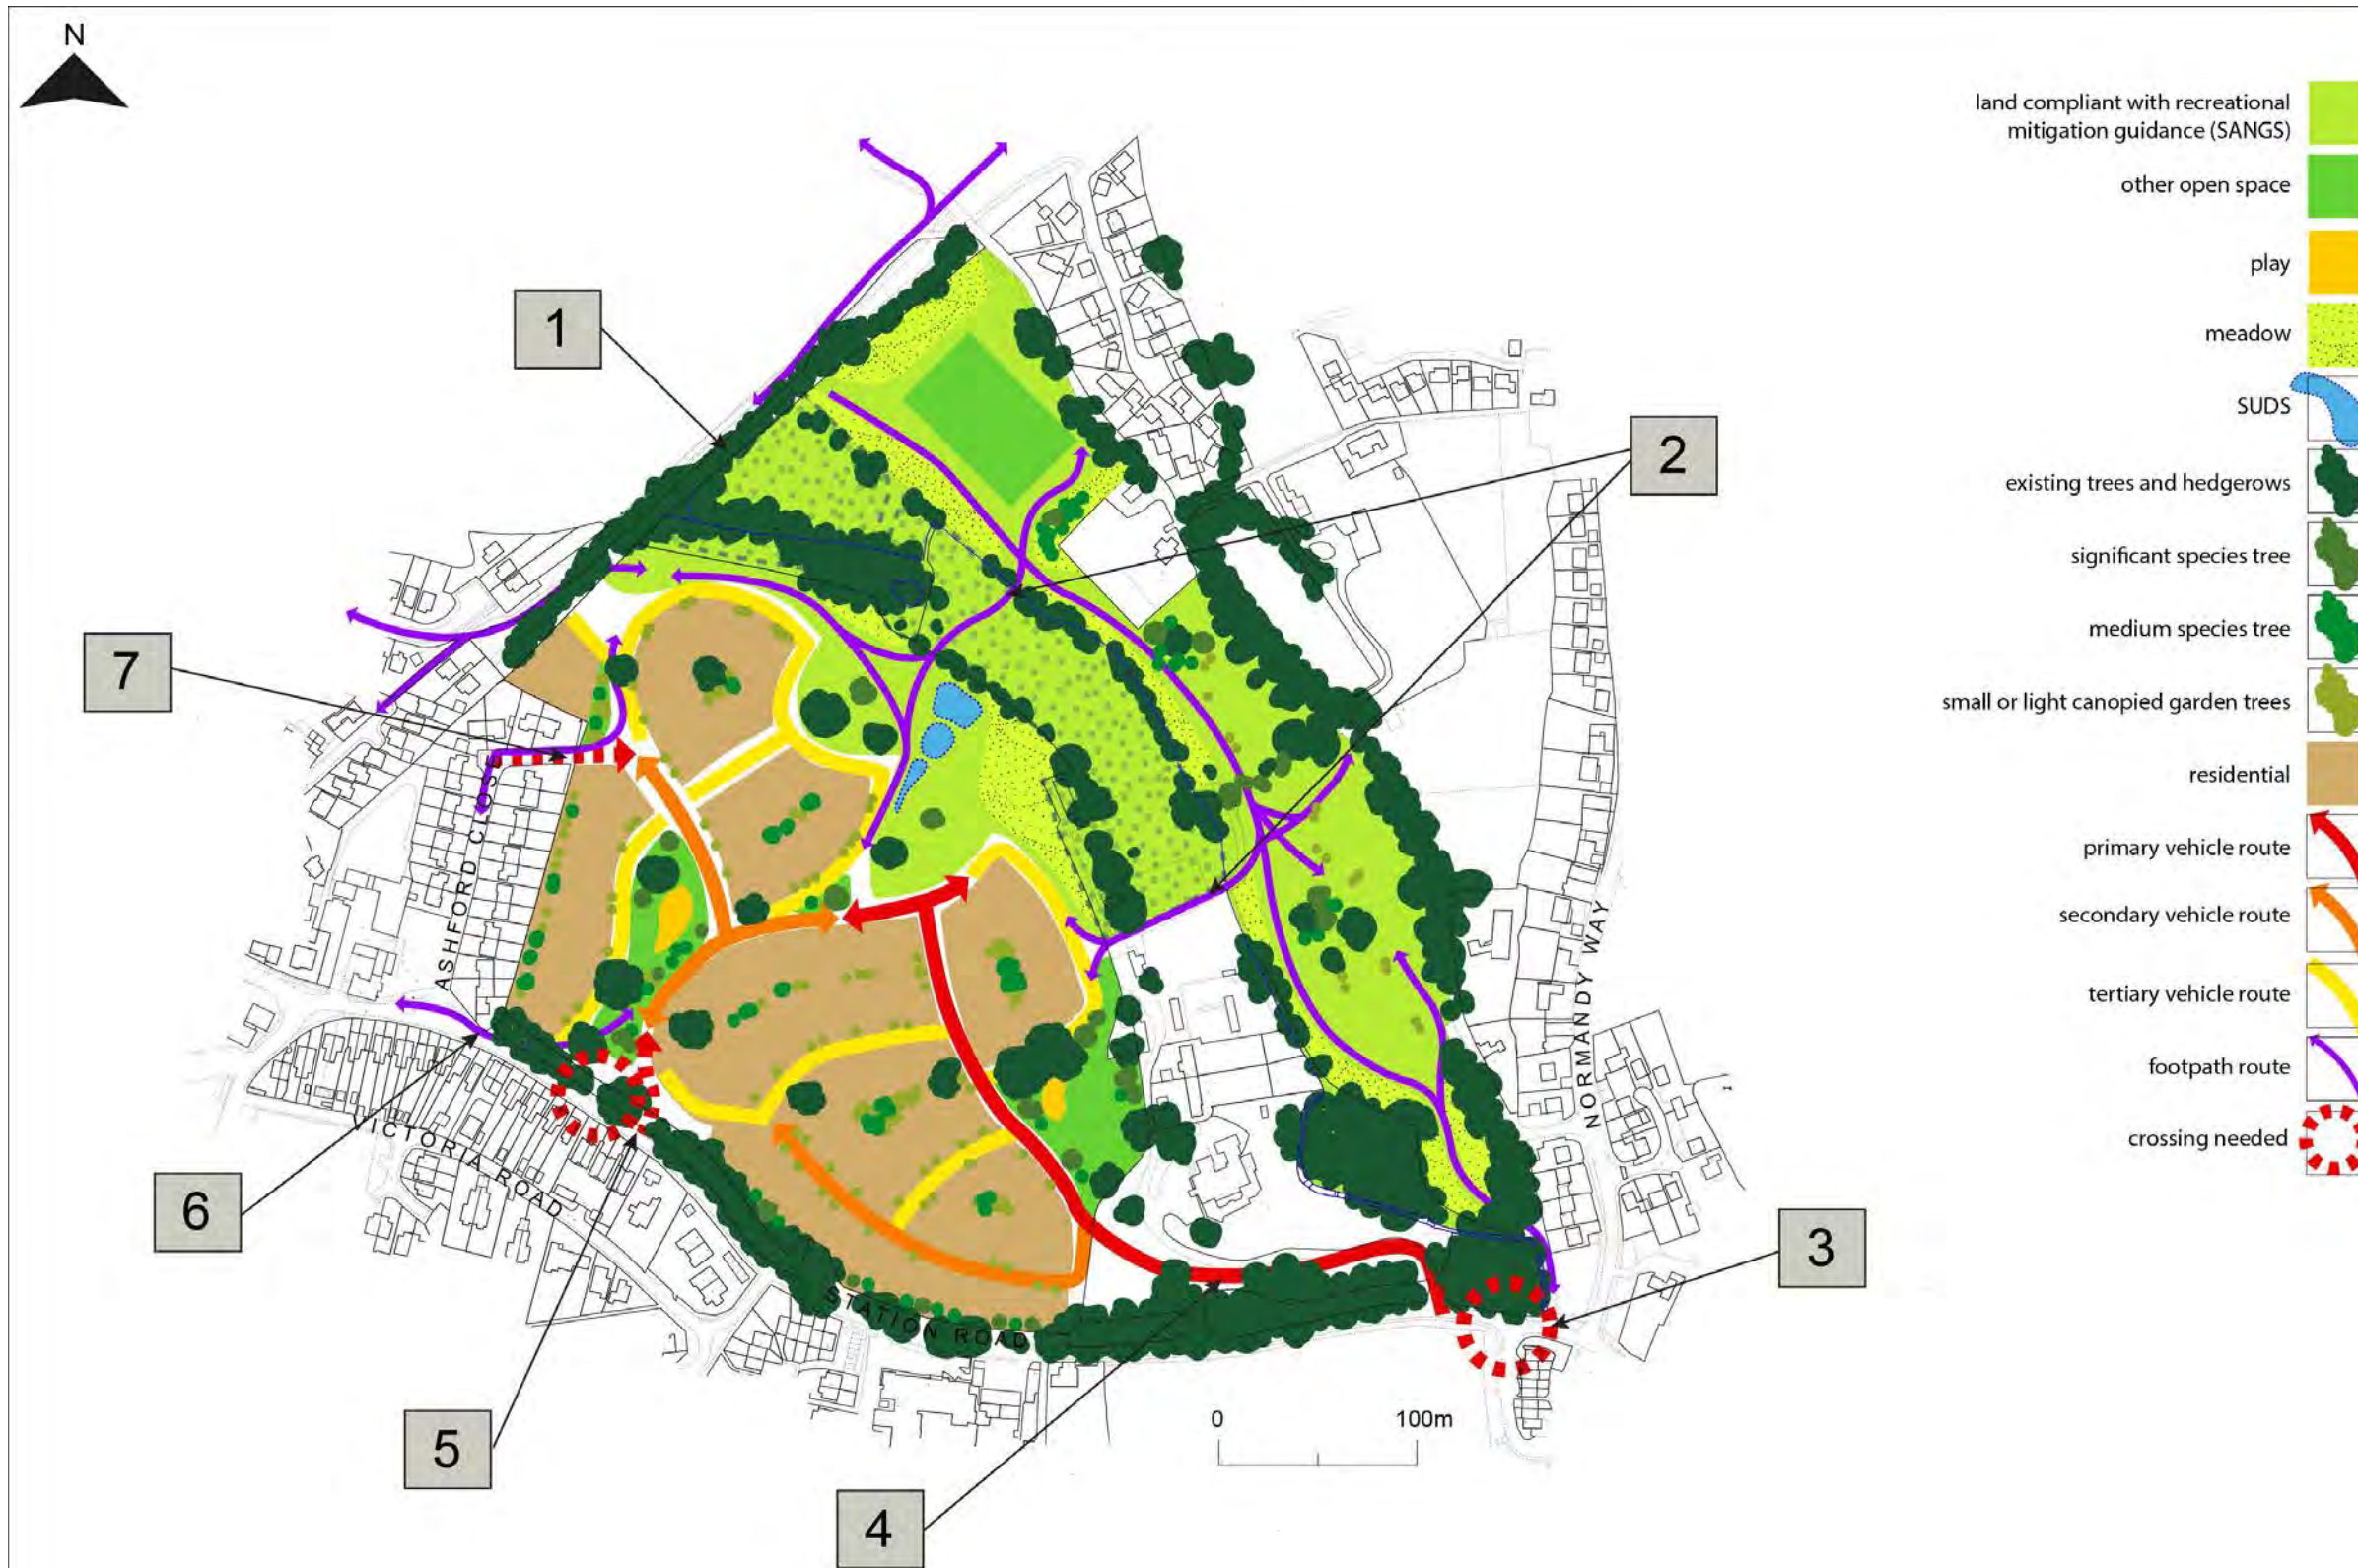 N
land compliant with recreational
mitigation guidance (SANGS)
other open space
play
meadow
SUDS
existing trees and hedgerows
significant species tree
medium species tree
small or light canopied garden trees
residential
primary vehicle route
secondary vehicle route
tertiary vehicle route
footpath route
crossing needed
1
2
7
ASHFORD CLOSE
NORMANDY WAY
6
VICTORIA ROAD
3
STATION ROAD
5
0 100m
4